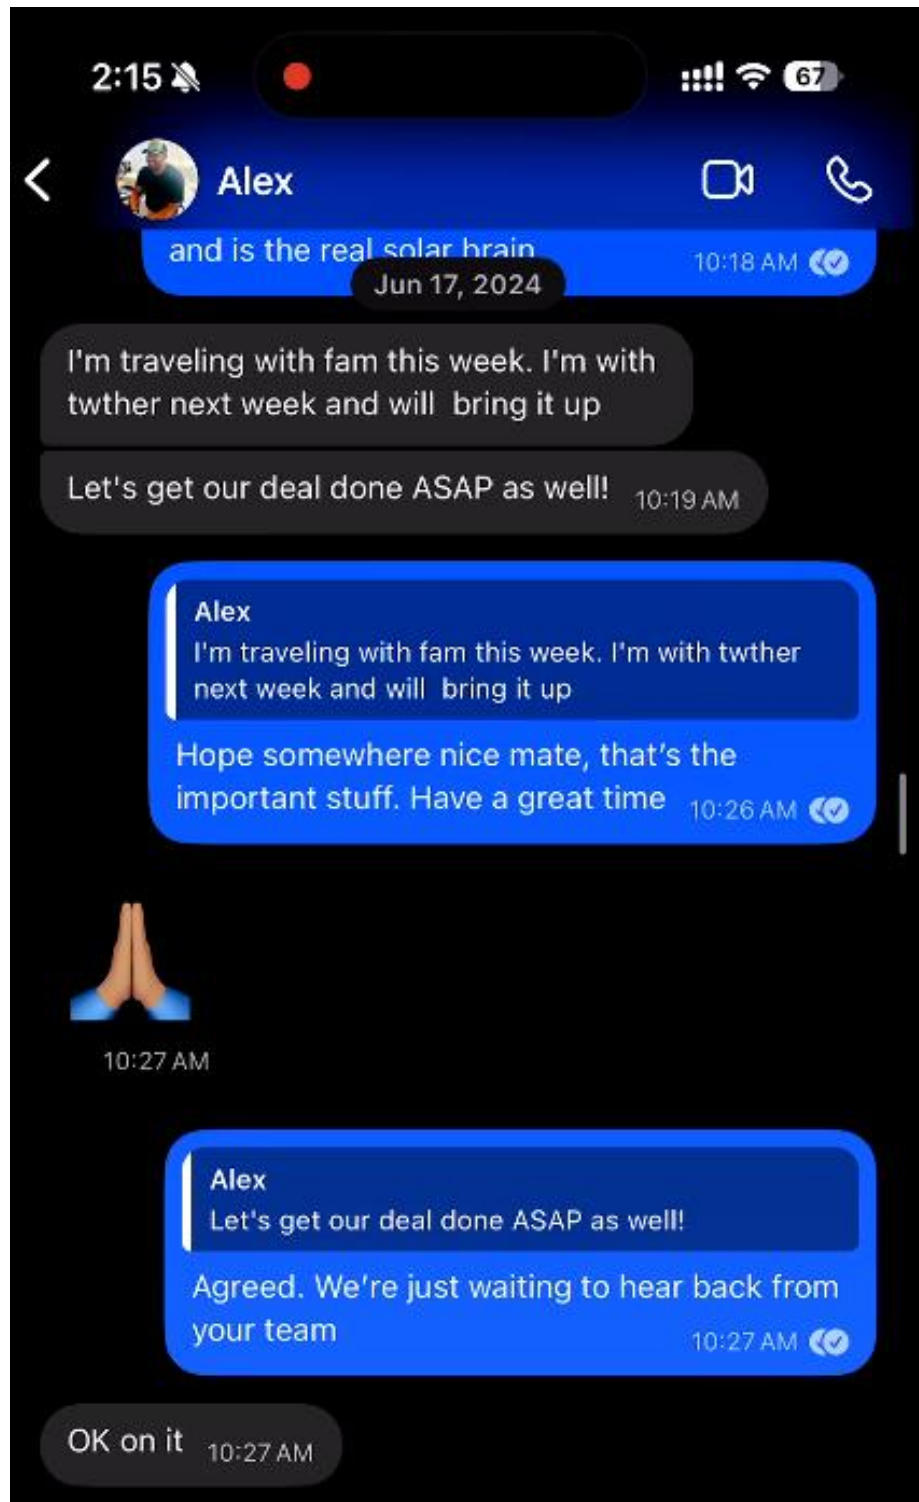 2:15
67
Alex
and is the real solar brain
10:18 AM
Jun 17, 2024
I'm traveling with fam this week. I'm with
twther next week and will  bring it up
Let's get our deal done ASAP as well!
10:19 AM
Alex
I'm traveling with fam this week. I'm with twther
next week and will  bring it up
Hope somewhere nice mate, that’s the
important stuff. Have a great time
10:26 AM
10:27 AM
Alex
Let's get our deal done ASAP as well!
Agreed. We’re just waiting to hear back from
your team
10:27 AM
OK on it
10:27 AM